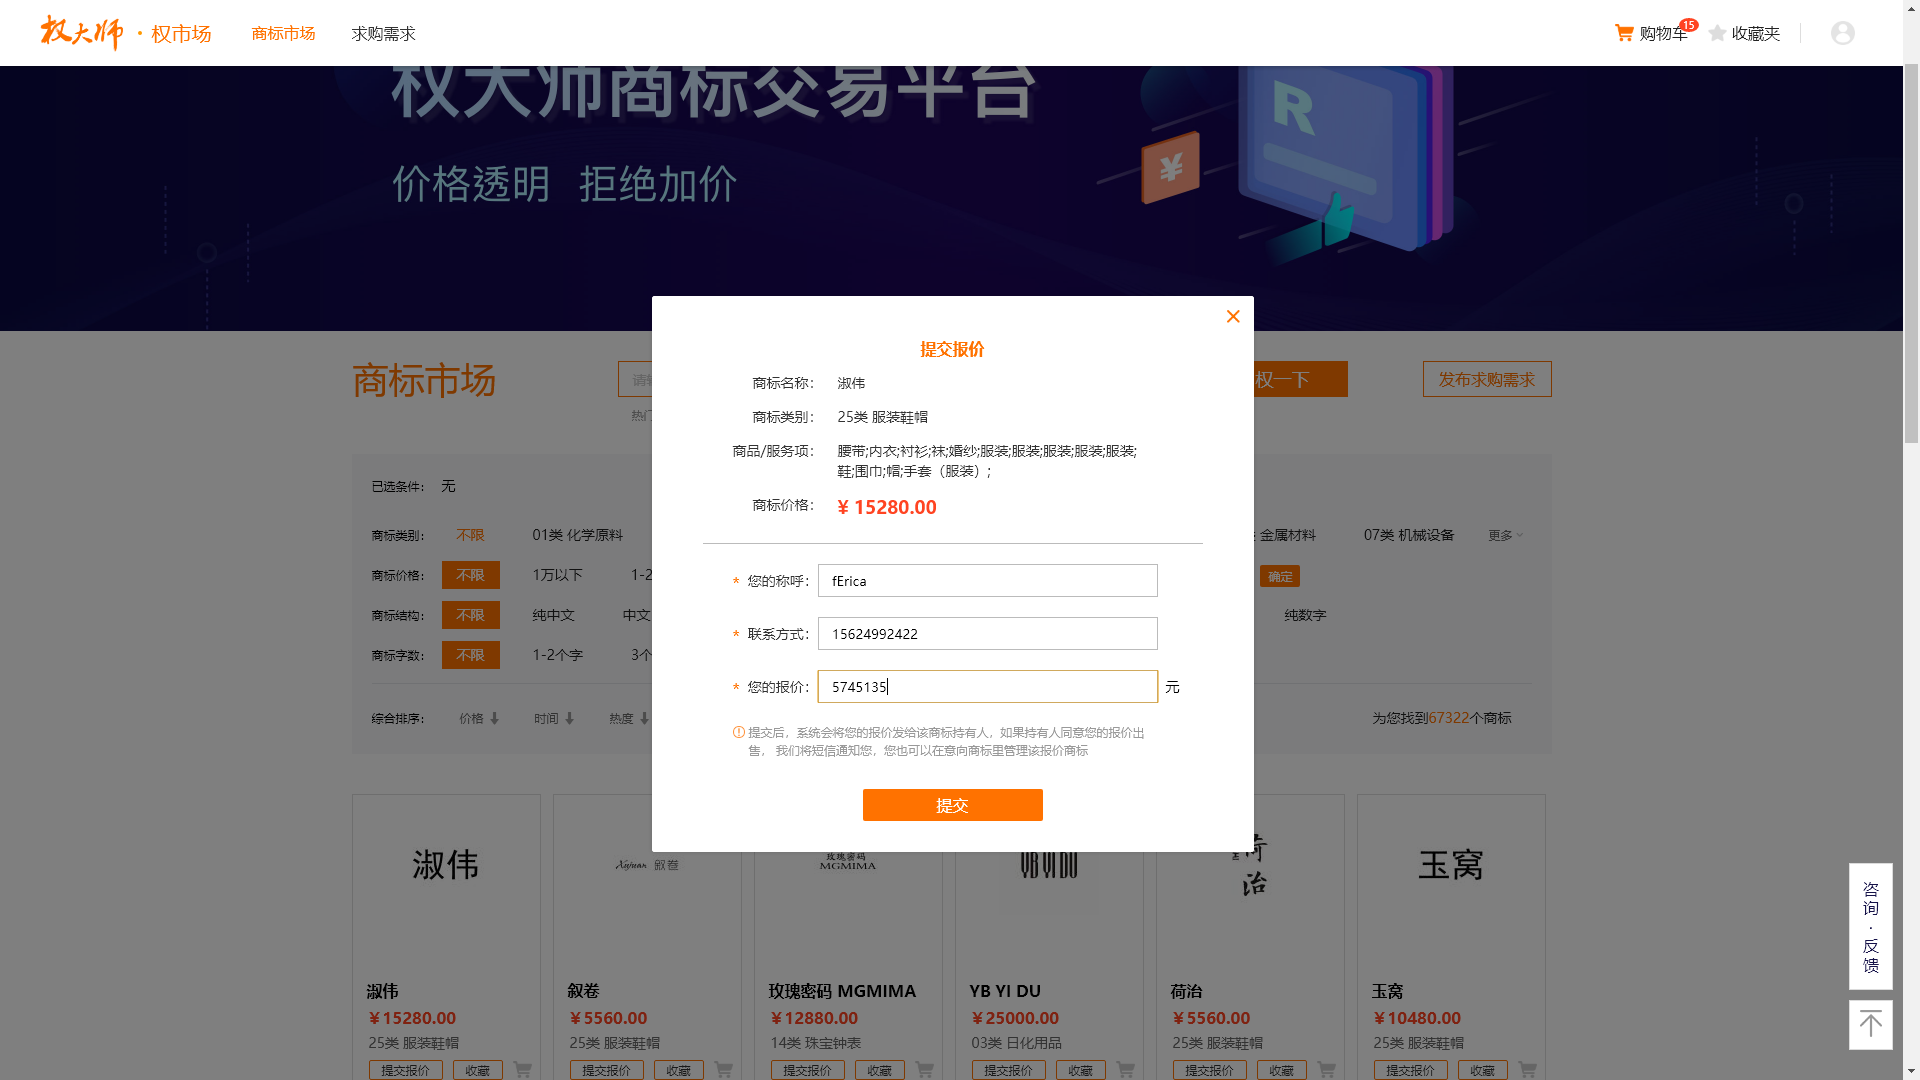 权大师 · 权市场 商标市场 求购需求 购物车 15 收藏夹
权大师商标交易平台
R
¥
价格透明 拒绝加价
提交报价
商标名称： 淑伟
商标类别： 25类 服装鞋帽
商品/服务项： 腰带;内衣;衬衫;袜;婚纱;服装;服装;服装;服装;服装;
鞋;围巾;帽;手套（服装）;
商标价格： ¥ 15280.00
* 您的称呼： fErica
* 联系方式： 15624992422
* 您的报价： 5745135 元
提交后，系统会将您的报价发给该商标持有人，如果持有人同意您的报价出
售， 我们将短信通知您，您也可以在意向商标里管理该报价商标
提交
商标市场 权一下 发布求购需求
热门
已选条件： 无
商标类别： 不限 01类 化学原料 金属材料 07类 机械设备 更多
商标价格： 不限 1万以下 1-2 确定
商标结构： 不限 纯中文 中文 纯数字
商标字数： 不限 1-2个字 3个
综合排序： 价格 时间 热度 为您找到67322个商标
淑伟 Xujuan 叙卷 玫瑰密码 MGMIMA YB YI DU 荷治 玉窝
淑伟 叙卷 玫瑰密码 MGMIMA YB YI DU 荷治 玉窝
￥15280.00 ￥5560.00 ￥12880.00 ￥25000.00 ￥5560.00 ￥10480.00
25类 服装鞋帽 25类 服装鞋帽 14类 珠宝钟表 03类 日化用品 25类 服装鞋帽 25类 服装鞋帽
提交报价 收藏 提交报价 收藏 提交报价 收藏 提交报价 收藏 提交报价 收藏 提交报价 收藏
咨
询
·
反
馈